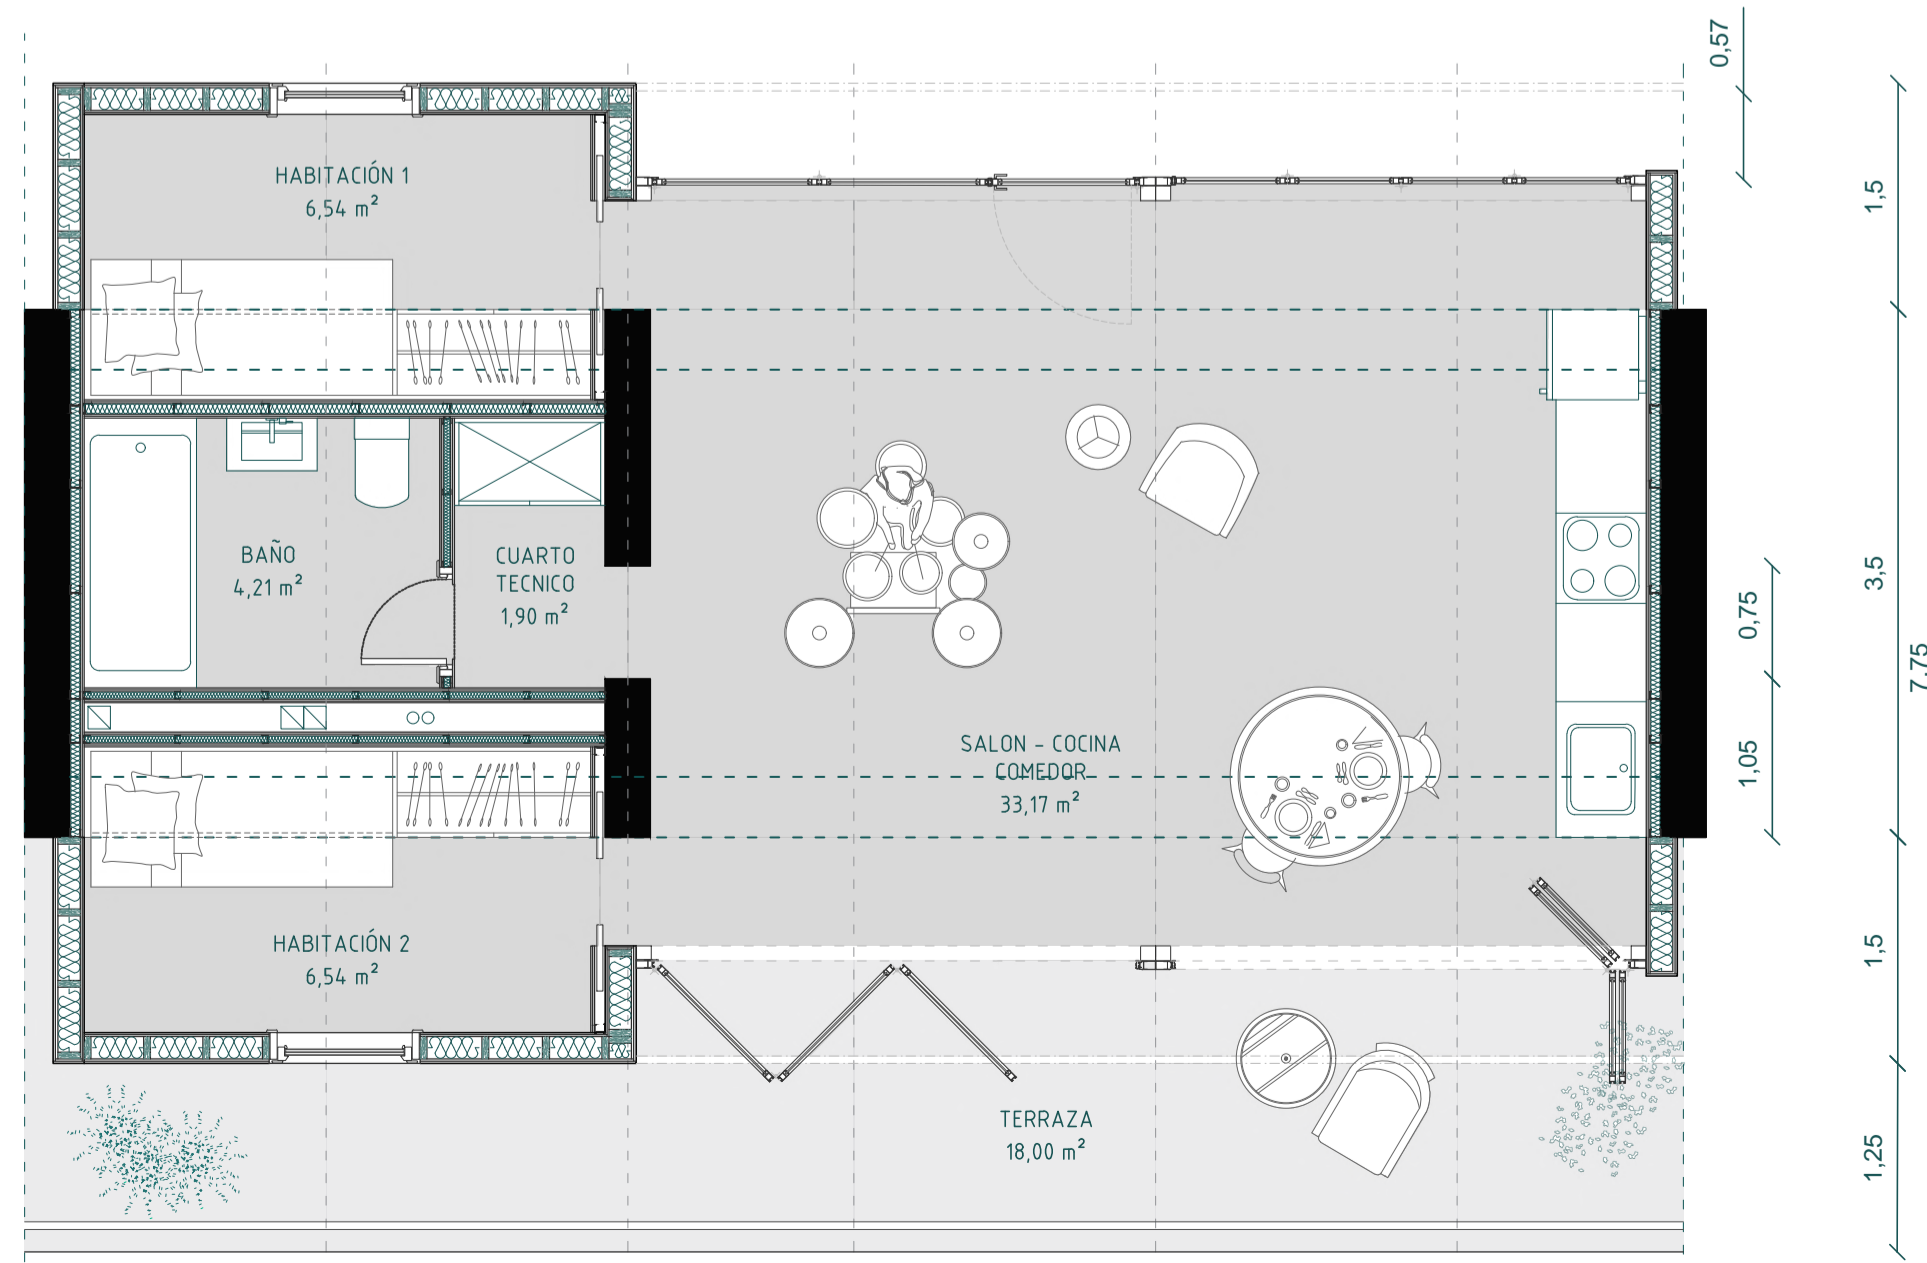 0,57
HABITACIÓN 1
6,54 m²
1,5
BAÑO
4,21 m²
CUARTO
TECNICO
1,90 m²
3,5
0,75
7,75
SALON - COCINA
COMEDOR
33,17 m²
1,05
HABITACIÓN 2
6,54 m²
1,5
TERRAZA
18,00 m²
1,25